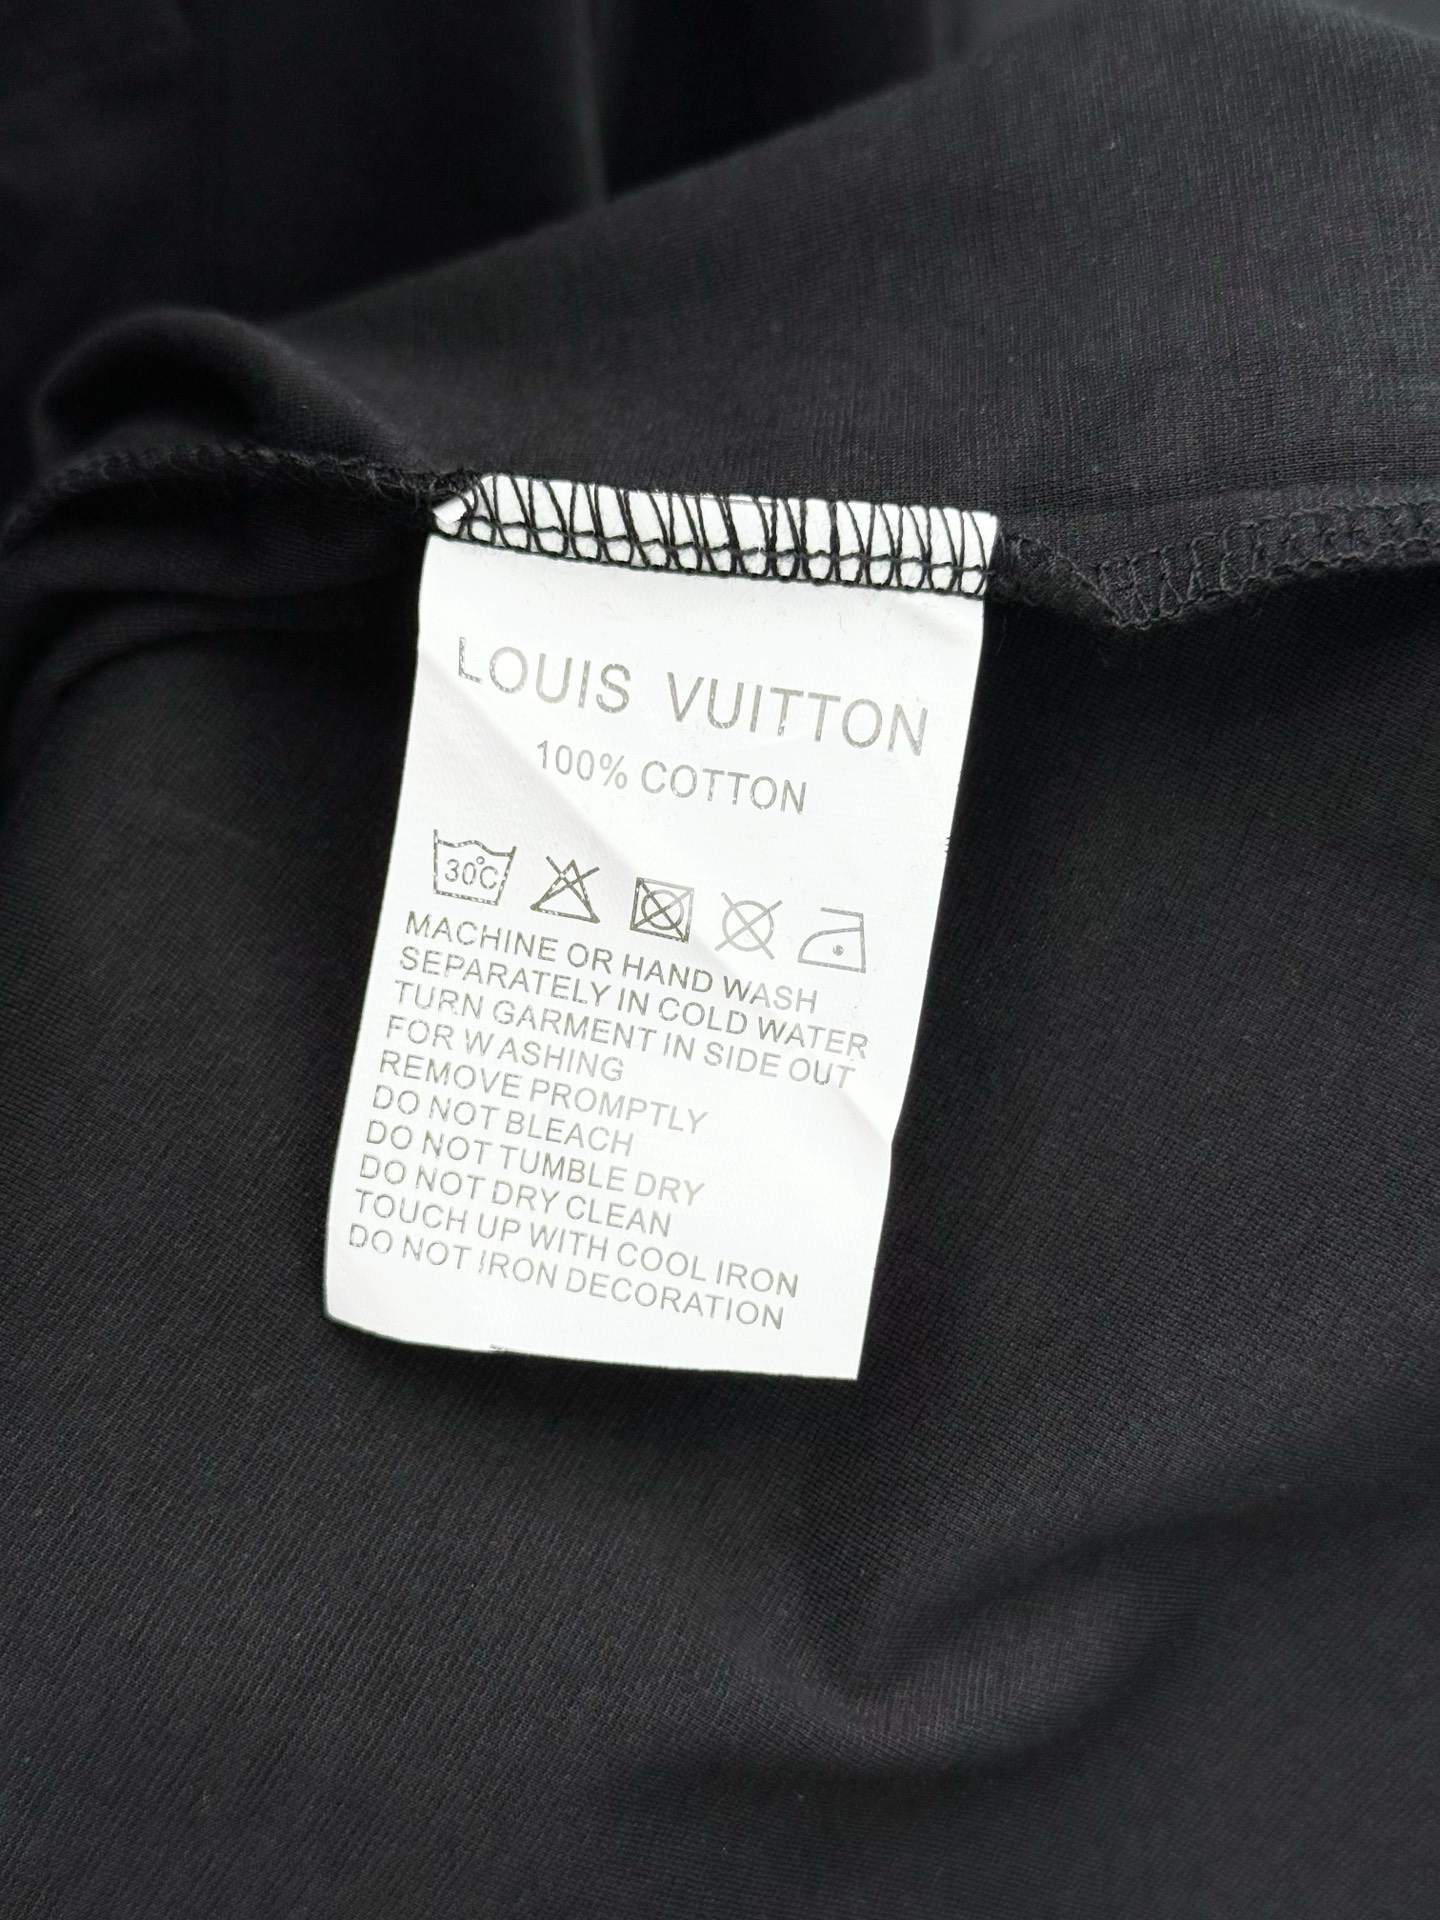 LOUIS VUITTON
100% COTTON
30°C
MACHINE OR HAND WASH
SEPARATELY IN COLD WATER
TURN GARMENT IN SIDE OUT
FOR WASHING
REMOVE PROMPTLY
DO NOT BLEACH
DO NOT TUMBLE DRY
DO NOT DRY CLEAN
TOUCH UP WITH COOL IRON
DO NOT IRON DECORATION